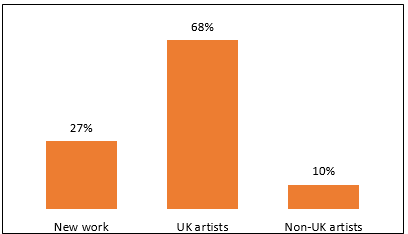 68%
27%
10%
New work
UK artists
Non-UK artists